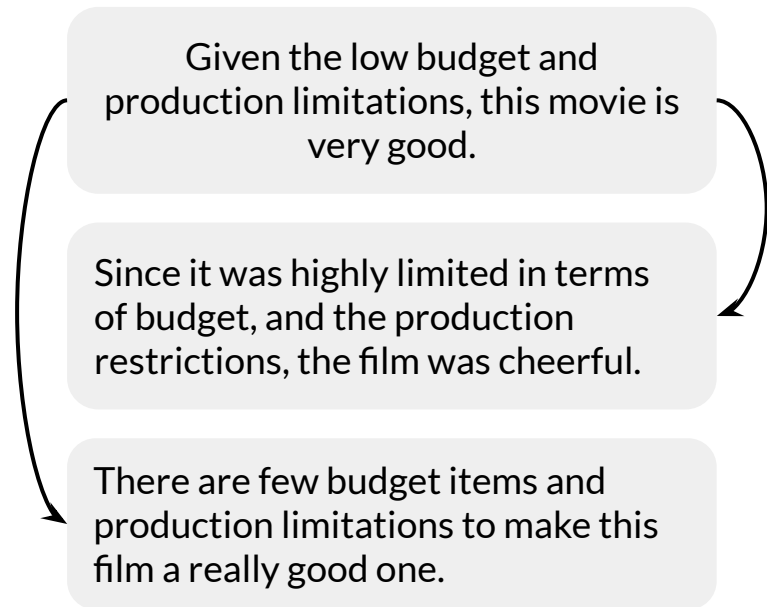 Given the low budget and
production limitations, this movie is
very good.
Since it was highly limited in terms
of budget, and the production
restrictions, the film was cheerful.
There are few budget items and
production limitations to make this
film a really good one.